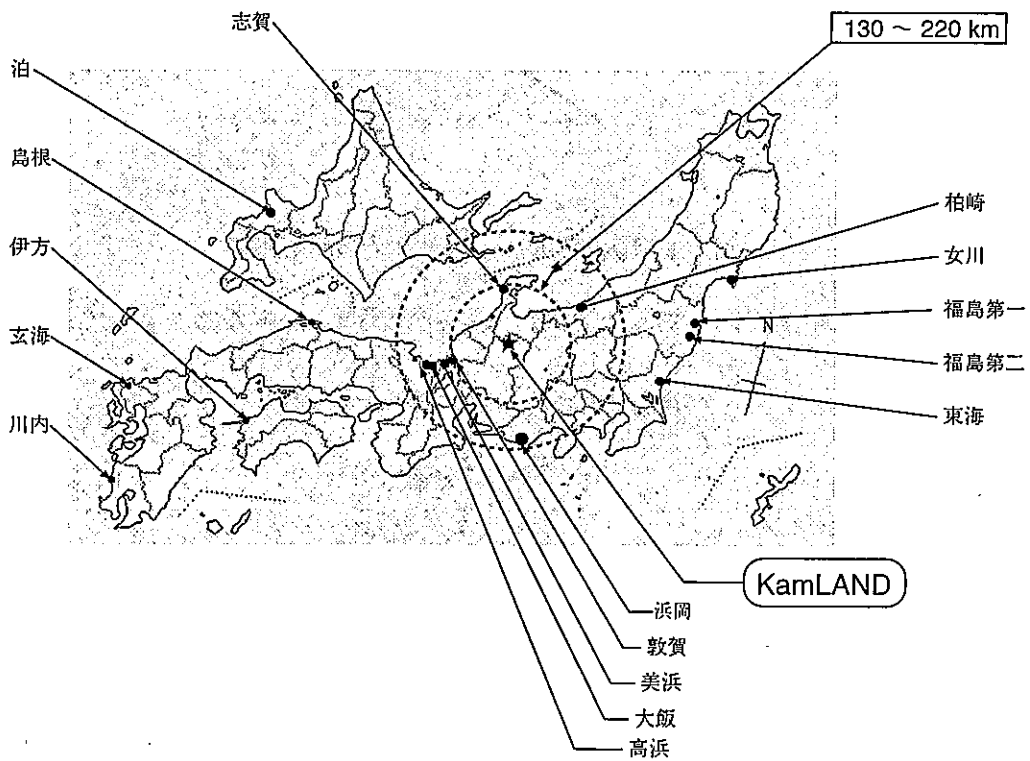 志賀
130 ～ 220 km
泊
島根
伊方
玄海
川内
柏崎
女川
福島第一
福島第二
東海
N
KamLAND
浜岡
敦賀
美浜
大飯
高浜